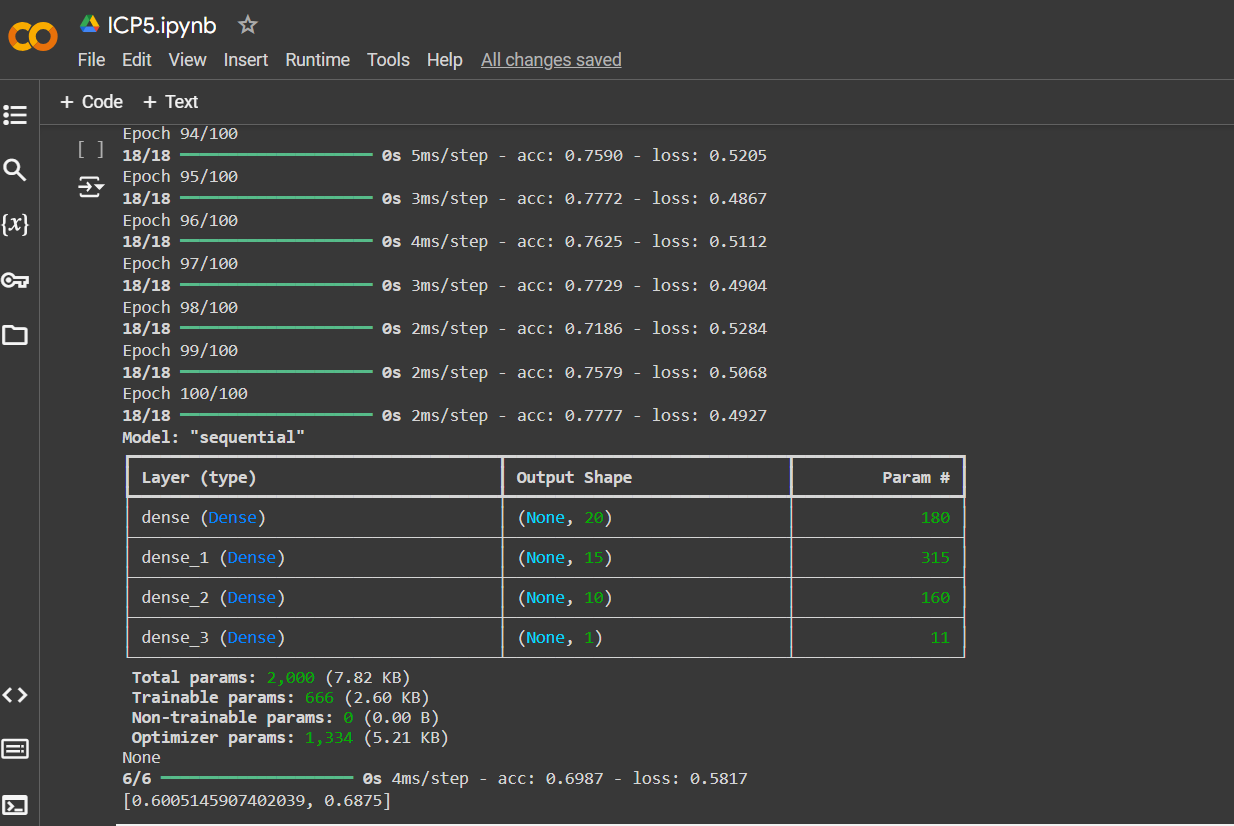 ICP5.ipynb
File Edit View Insert Runtime Tools Help All changes saved
+ Code + Text
Epoch 94/100
[ ] 18/18 0s 5ms/step - acc: 0.7590 - loss: 0.5205
Epoch 95/100
18/18 0s 3ms/step - acc: 0.7772 - loss: 0.4867
Epoch 96/100
{x} 18/18 0s 4ms/step - acc: 0.7625 - loss: 0.5112
Epoch 97/100
18/18 0s 3ms/step - acc: 0.7729 - loss: 0.4904
Epoch 98/100
18/18 0s 2ms/step - acc: 0.7186 - loss: 0.5284
Epoch 99/100
18/18 0s 2ms/step - acc: 0.7579 - loss: 0.5068
Epoch 100/100
18/18 0s 2ms/step - acc: 0.7777 - loss: 0.4927
Model: "sequential"
Layer (type) Output Shape Param #
dense (Dense) (None, 20) 180
dense_1 (Dense) (None, 15) 315
dense_2 (Dense) (None, 10) 160
dense_3 (Dense) (None, 1) 11
Total params: 2,000 (7.82 KB)
Trainable params: 666 (2.60 KB)
Non-trainable params: 0 (0.00 B)
Optimizer params: 1,334 (5.21 KB)
None
6/6 0s 4ms/step - acc: 0.6987 - loss: 0.5817
[0.6005145907402039, 0.6875]